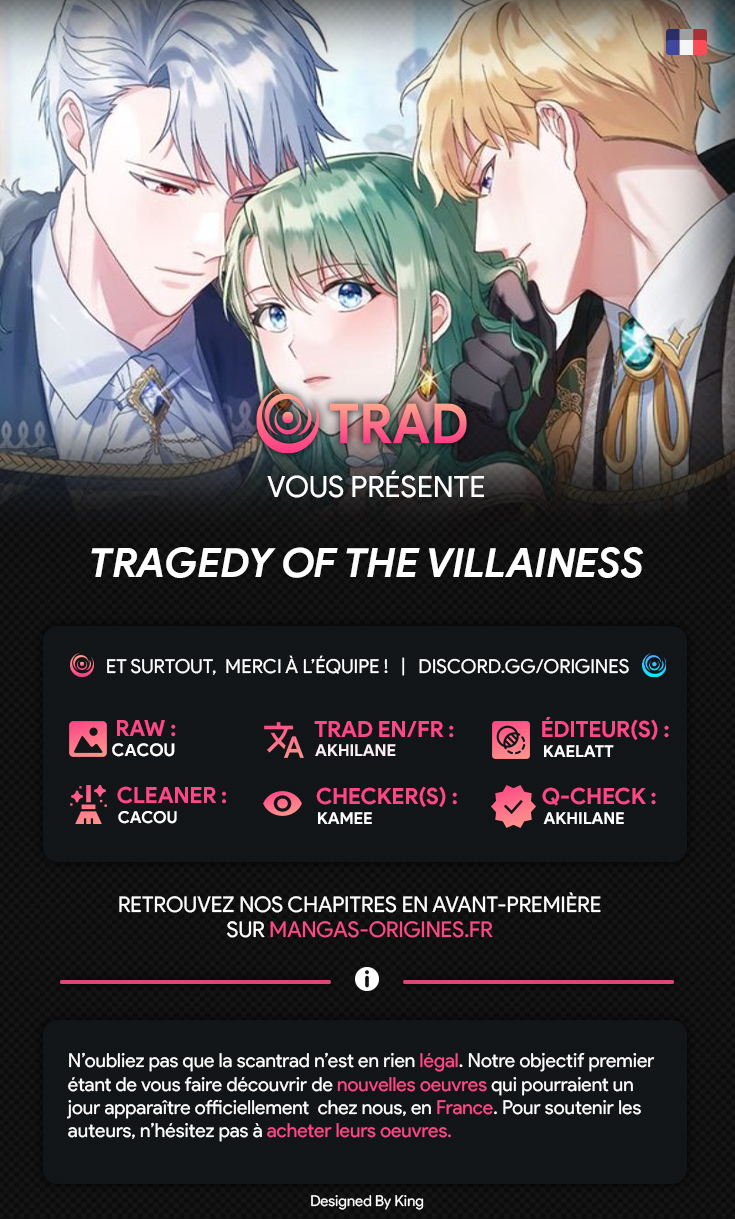 TRAD
VOUS PRÉSENTE
TRAGEDY OF THE VILLAINESS
ET SURTOUT, MERCI À L'ÉQUIPE ! | DISCORD.GG/ORIGINES
RAW :
CACOU
TRAD EN/FR :
AKHILANE
ÉDITEUR(S) :
KAELATT
CLEANER :
CACOU
CHECKER(S) :
KAMEE
Q-CHECK :
AKHILANE
RETROUVEZ NOS CHAPITRES EN AVANT-PREMIÈRE
SUR MANGAS-ORIGINES.FR
N'oubliez pas que la scantrad n'est en rien légal. Notre objectif premier
étant de vous faire découvrir de nouvelles oeuvres qui pourraient un
jour apparaître officiellement chez nous, en France. Pour soutenir les
auteurs, n'hésitez pas à acheter leurs oeuvres.
Designed By King